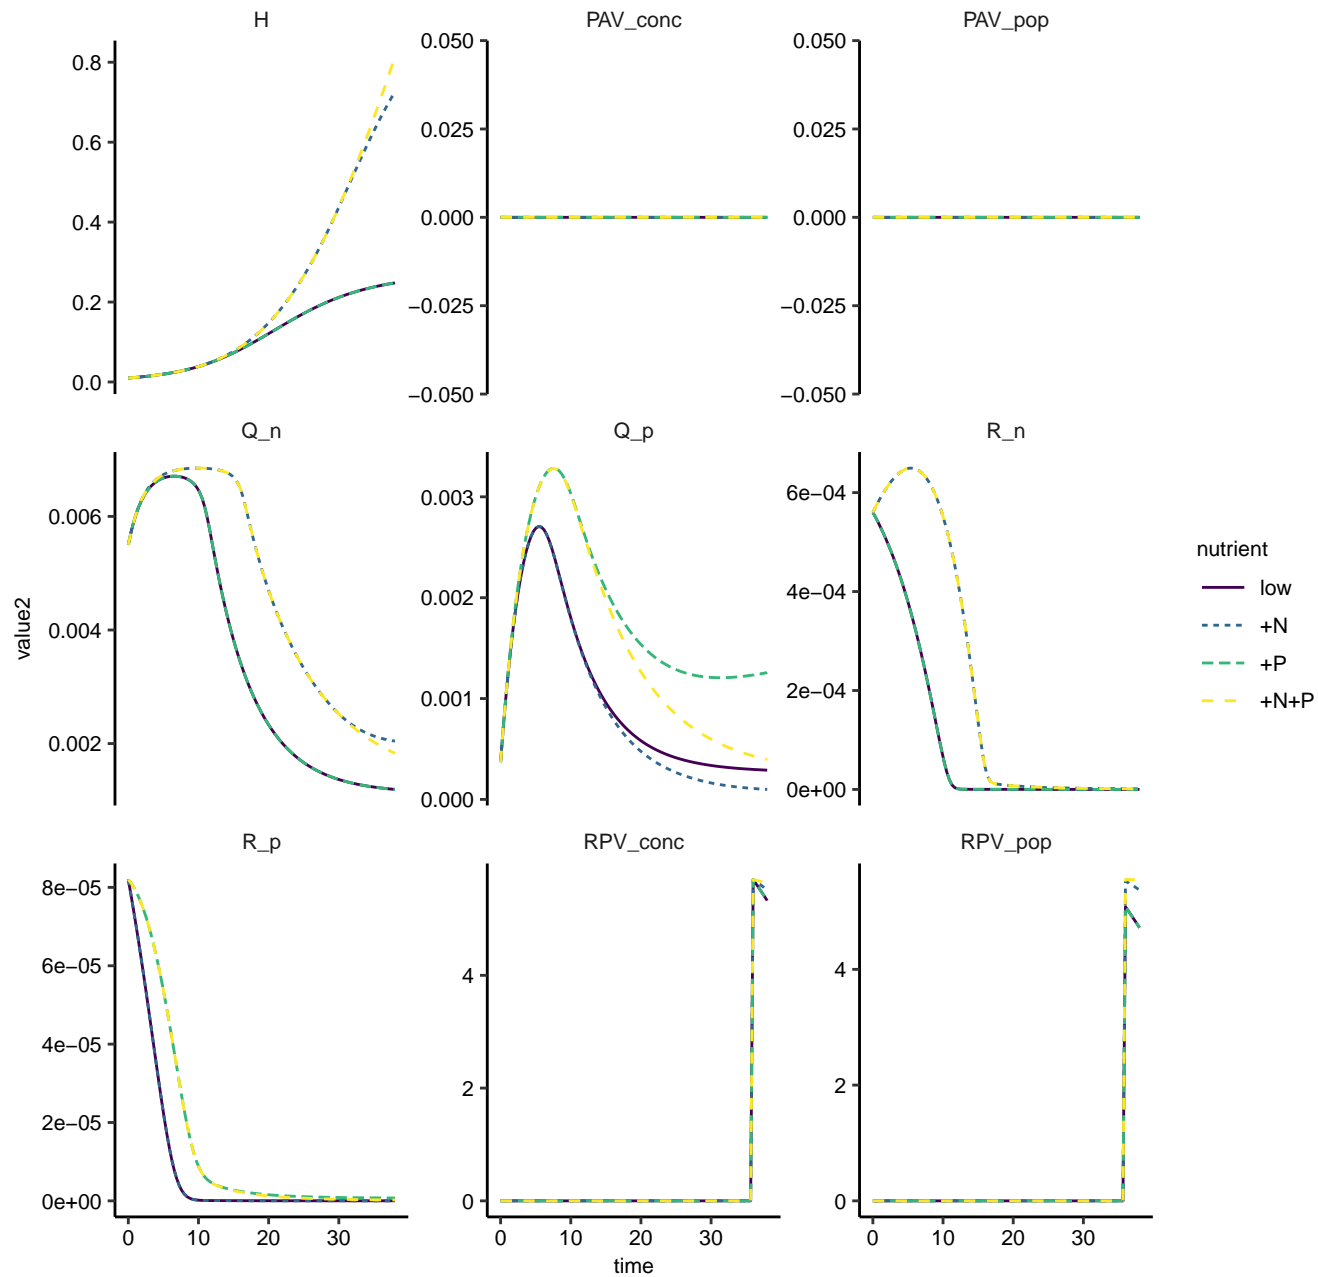 H
PAV_conc
PAV_pop
0.8
0.6
0.4
0.2
0.0
0.050
0.025
0.000
−0.025
−0.050
0.050
0.025
0.000
−0.025
−0.050
Q_n
Q_p
R_n
0.006
0.004
0.002
0.003
0.002
0.001
0.000
6e−04
4e−04
2e−04
0e+00
R_p
RPV_conc
RPV_pop
8e−05
6e−05
4e−05
2e−05
0e+00
4
2
0
4
2
0
0 10 20 30
0 10 20 30
0 10 20 30
time
value2
nutrient
low
+N
+P
+N+P